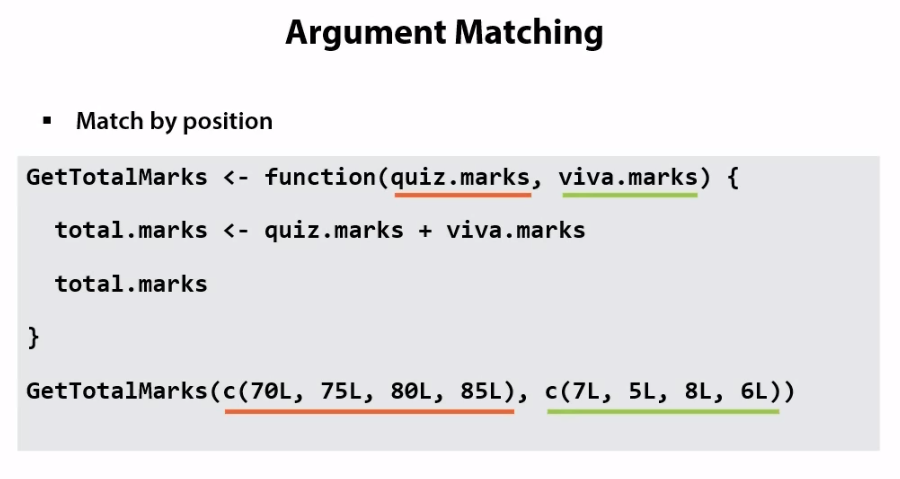 Argument Matching
▪ Match by position
GetTotalMarks <- function(quiz.marks, viva.marks) {
  total.marks <- quiz.marks + viva.marks
  total.marks
}
GetTotalMarks(c(70L, 75L, 80L, 85L), c(7L, 5L, 8L, 6L))